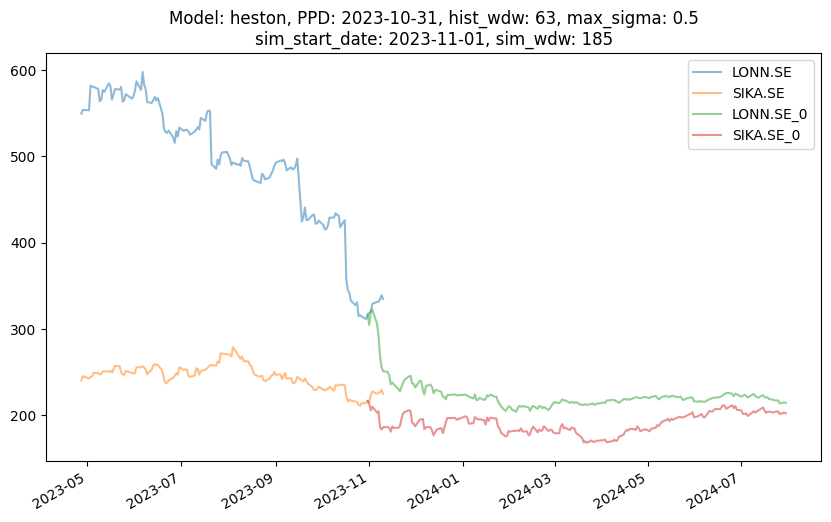 Model: heston, PPD: 2023-10-31, hist_wdw: 63, max_sigma: 0.5
sim_start_date: 2023-11-01, sim_wdw: 185
LONN.SE
SIKA.SE
LONN.SE_0
SIKA.SE_0
600
500
400
300
200
2023-05
2023-07
2023-09
2023-11
2024-01
2024-03
2024-05
2024-07